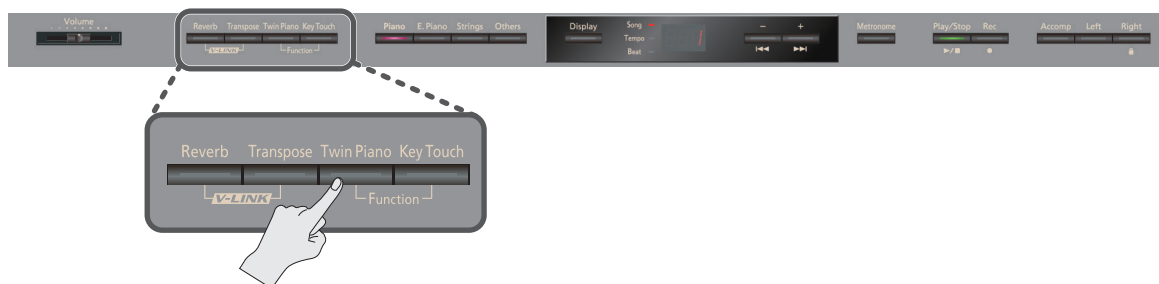 Volume
Reverb Transpose Twin Piano Key Touch
V-LINK Function
Piano E. Piano Strings Others
Display
Song
Tempo
Beat
1
− +
Metronome
Play/Stop Rec
Accomp Left Right
Reverb Transpose Twin Piano Key Touch
V-LINK Function